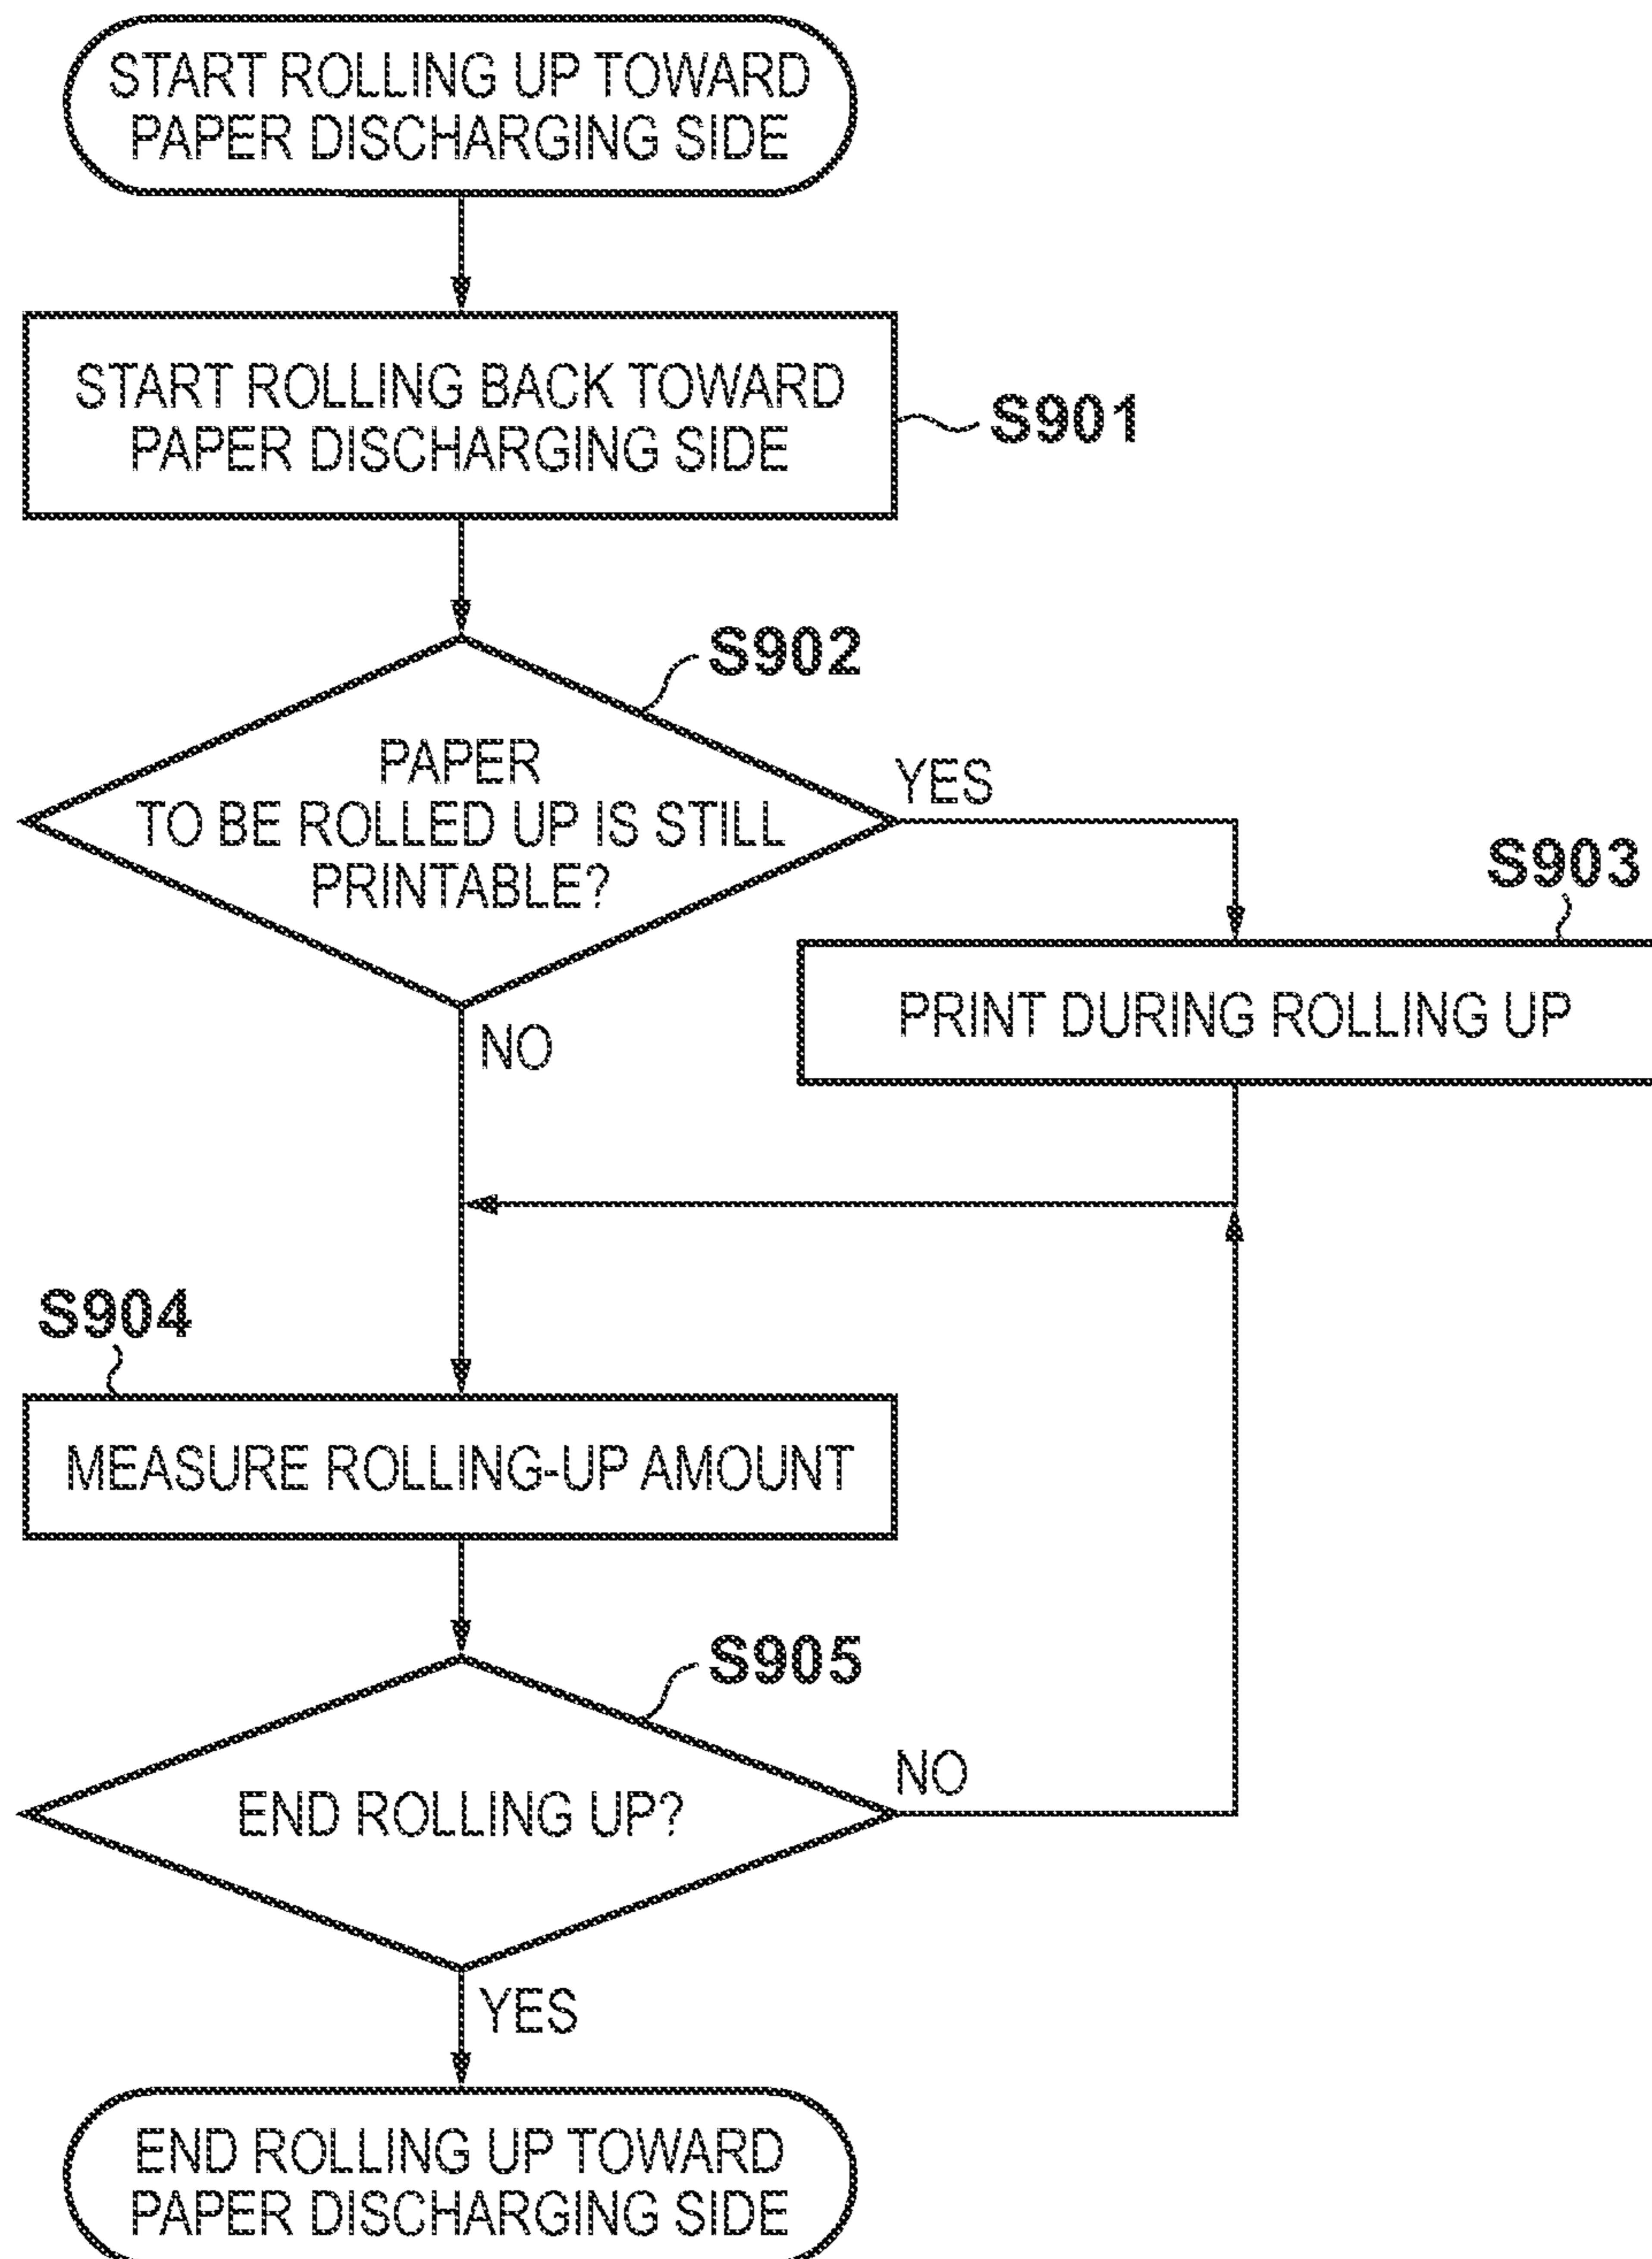 START ROLLING UP TOWARD
PAPER DISCHARGING SIDE
START ROLLING BACK TOWARD
PAPER DISCHARGING SIDE
S901
S902
PAPER
TO BE ROLLED UP IS STILL
PRINTABLE?
YES
S903
PRINT DURING ROLLING UP
NO
S904
MEASURE ROLLING-UP AMOUNT
S905
END ROLLING UP?
NO
YES
END ROLLING UP TOWARD
PAPER DISCHARGING SIDE